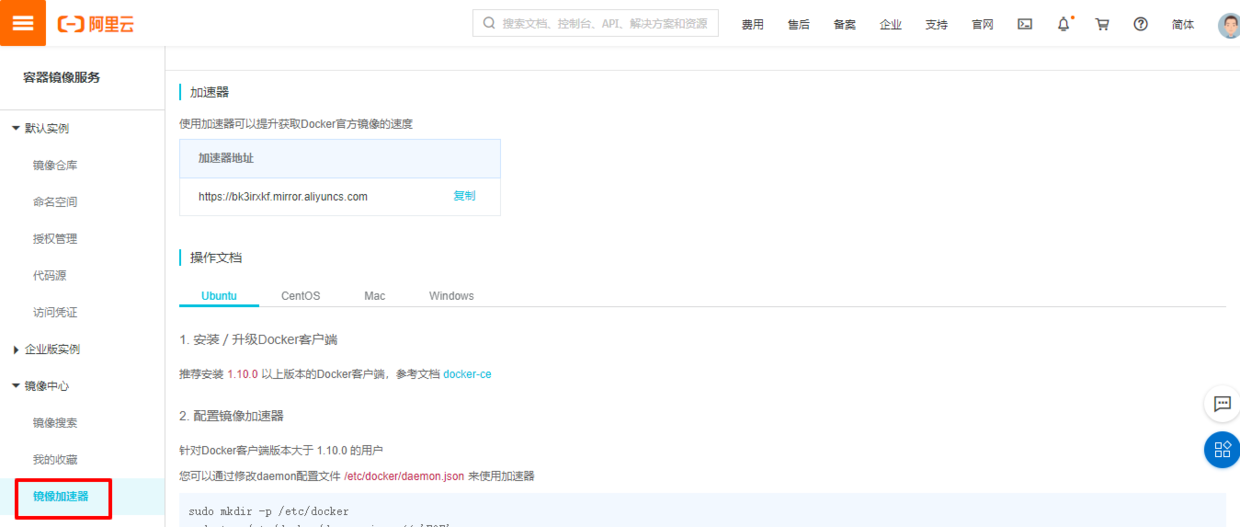 阿里云
搜索文档、控制台、API、解决方案和资源
费用 售后 备案 企业 支持 官网 简体
容器镜像服务
默认实例
镜像仓库
命名空间
授权管理
代码源
访问凭证
企业版实例
镜像中心
镜像搜索
我的收藏
镜像加速器
加速器
使用加速器可以提升获取Docker官方镜像的速度
加速器地址
https://bk3irxkf.mirror.aliyuncs.com 复制
操作文档
Ubuntu CentOS Mac Windows
1. 安装 / 升级Docker客户端
推荐安装 1.10.0 以上版本的Docker客户端，参考文档 docker-ce
2. 配置镜像加速器
针对Docker客户端版本大于 1.10.0 的用户
您可以通过修改daemon配置文件 /etc/docker/daemon.json 来使用加速器
sudo mkdir -p /etc/docker